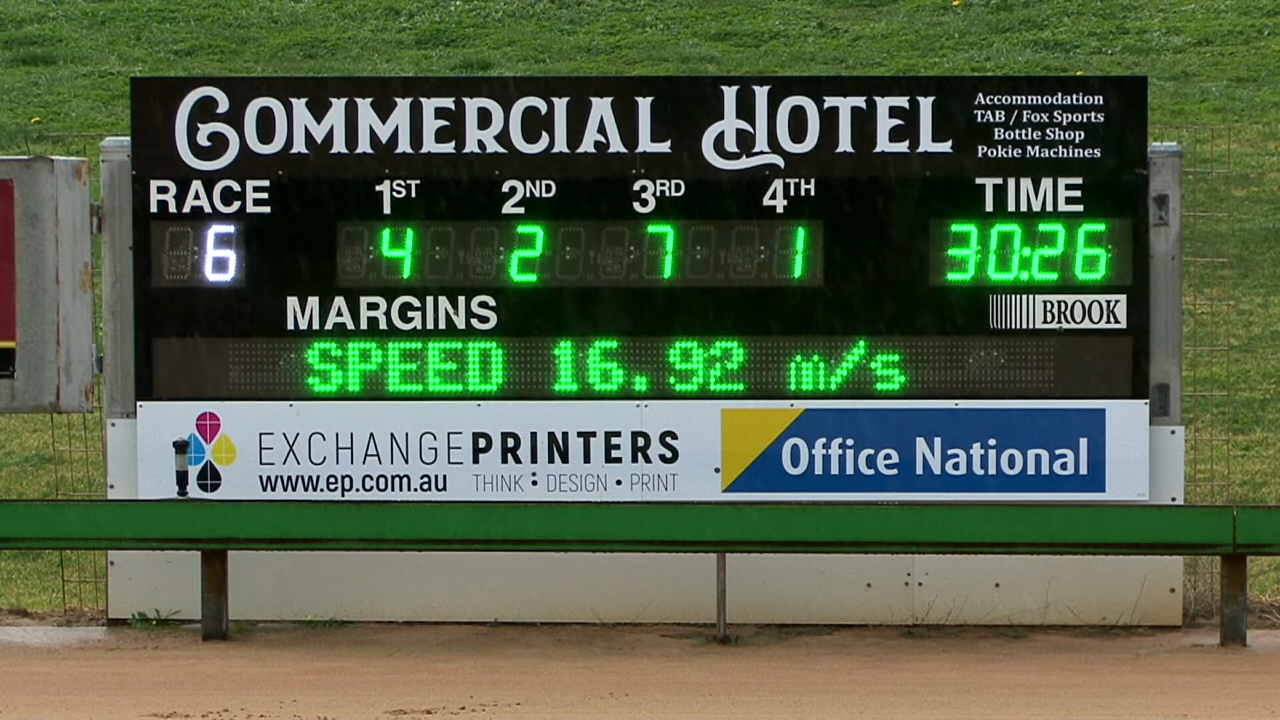 COMMERCIAL HOTEL
Accommodation
TAB / Fox Sports
Bottle Shop
Pokie Machines
RACE 1ST 2ND 3RD 4TH TIME
6 4 2 7 1 30:26
MARGINS
BROOK
SPEED 16.92 m/s
EXCHANGEPRINTERS
www.ep.com.au THINK : DESIGN • PRINT
Office National